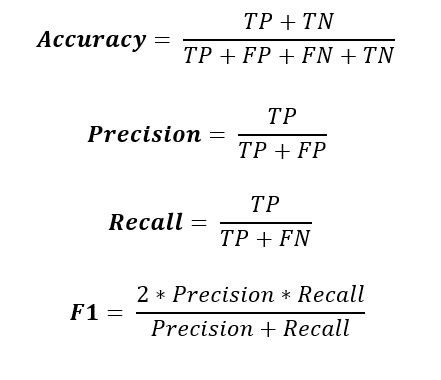 Accuracy = TP + TN / TP + FP + FN + TN
Precision = TP / TP + FP
Recall = TP / TP + FN
F1 = 2 * Precision * Recall / Precision + Recall